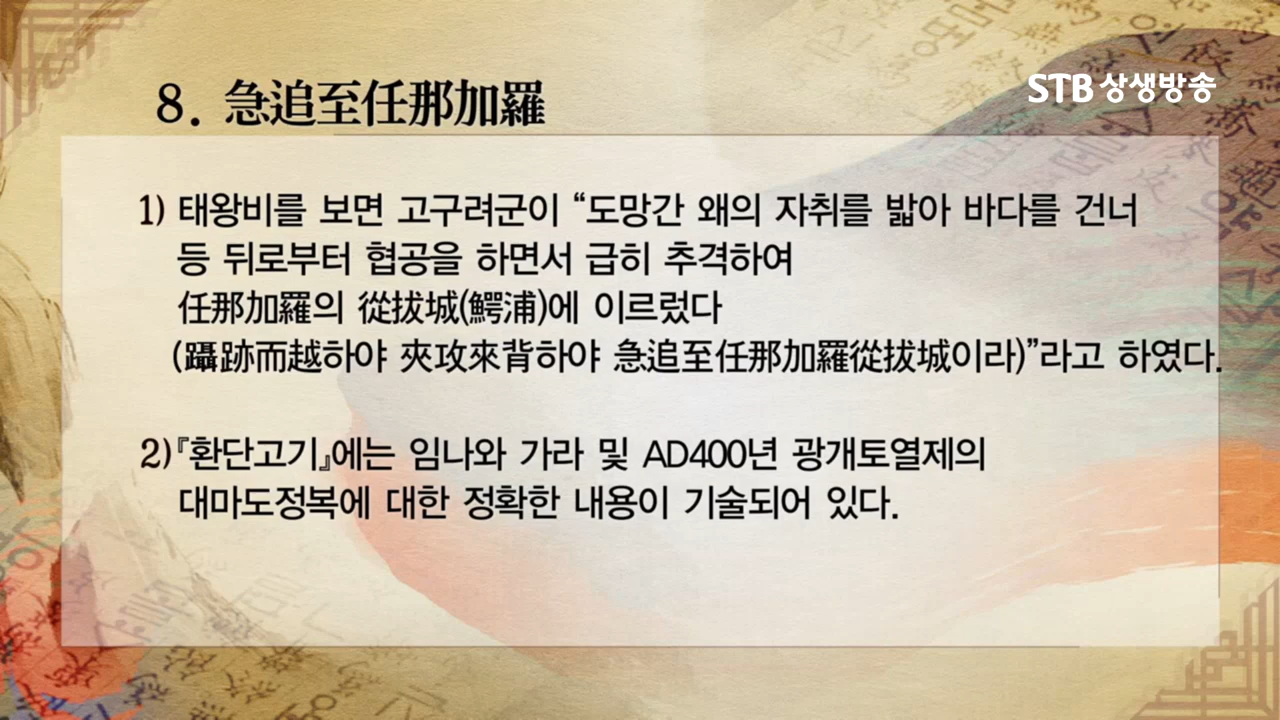 8. 急追至任那加羅
STB 상생방송
1) 태왕비를 보면 고구려군이 “도망간 왜의 자취를 밟아 바다를 건너
등 뒤로부터 협공을 하면서 급히 추격하여
任那加羅의 從拔城(鰐浦)에 이르렀다
(躡跡而越하야 夾攻來背하야 急追至任那加羅從拔城이라)”라고 하였다.
2)『환단고기』에는 임나와 가라 및 AD400년 광개토열제의
대마도정복에 대한 정확한 내용이 기술되어 있다.